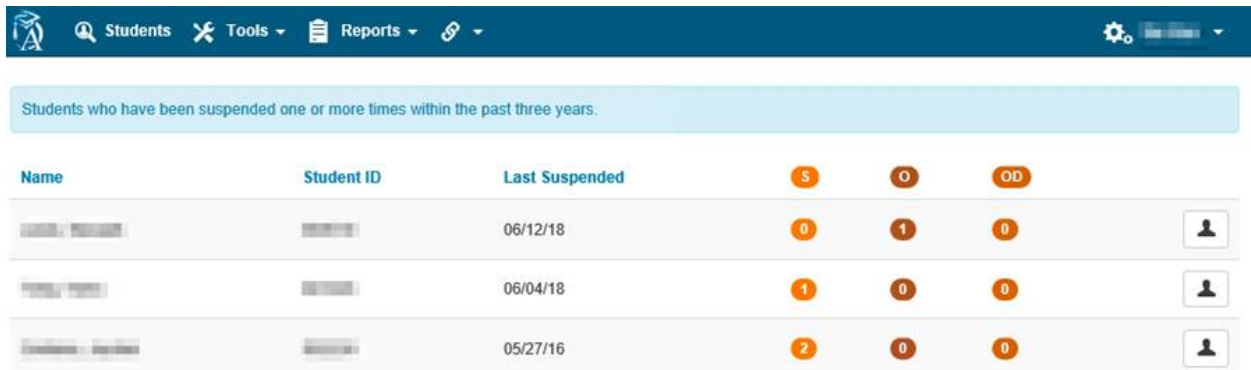 A Students Tools Reports
Students who have been suspended one or more times within the past three years.
Name Student ID Last Suspended S O OD
06/12/18 0 1 0
06/04/18 1 0 0
05/27/16 2 0 0